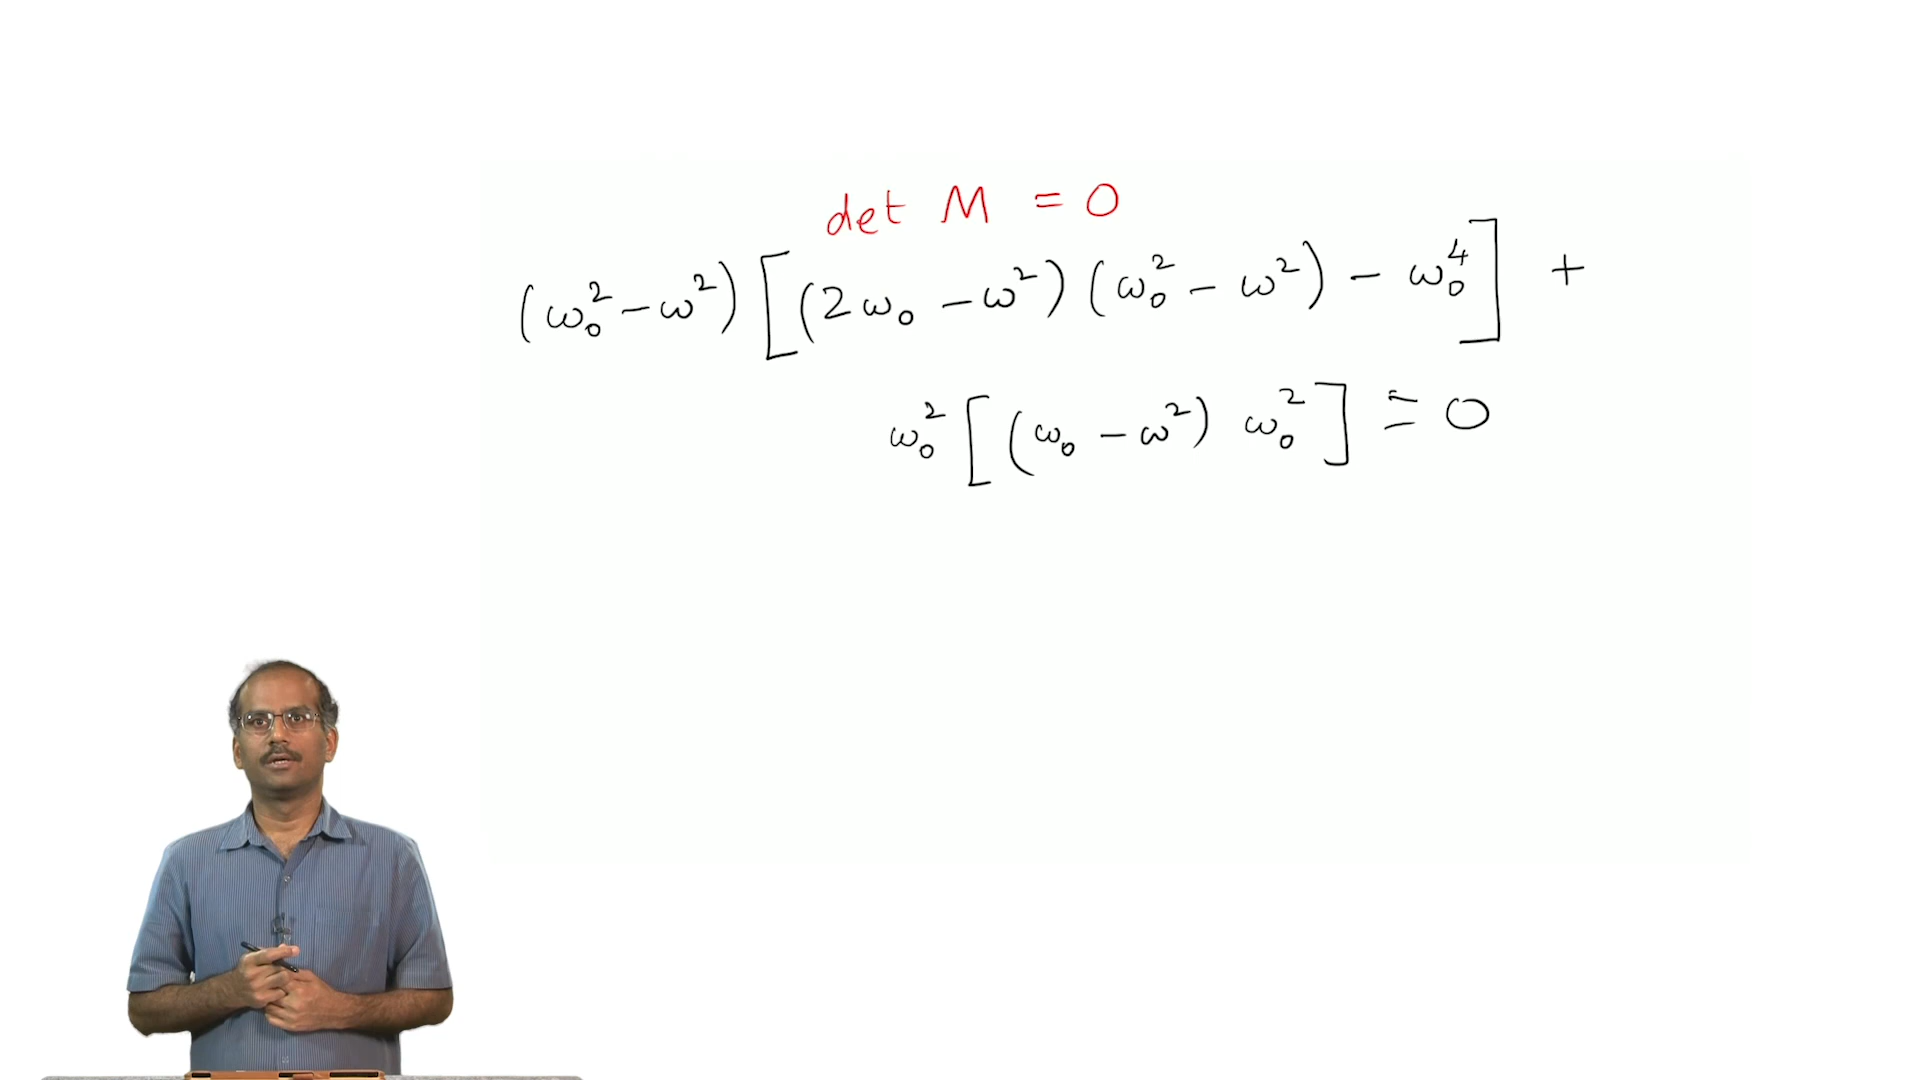 det M = 0
(ω₀² − ω²) [(2ω₀ − ω²) (ω₀² − ω²) − ω₀⁴] +
ω₀² [(ω₀ − ω²) ω₀²] = 0